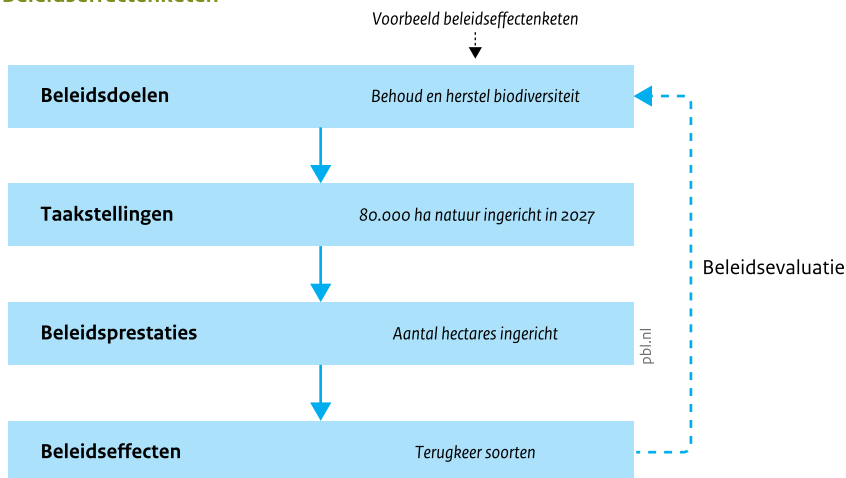 Beleidseffectenketen
Voorbeeld beleidseffectenketen
Beleidsdoelen
Behoud en herstel biodiversiteit
Taakstellingen
80.000 ha natuur ingericht in 2027
Beleidsevaluatie
Beleidsprestaties
Aantal hectares ingericht
pbl.nl
Beleidseffecten
Terugkeer soorten